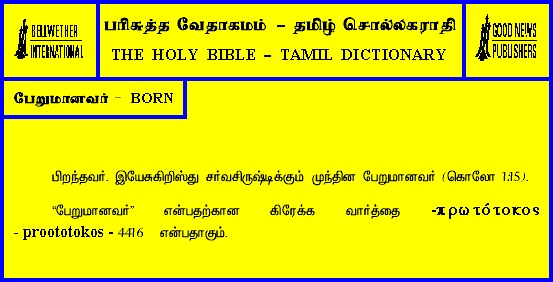 BELLWETHER
INTERNATIONAL
பரிசுத்த வேதாகமம் – தமிழ் சொல்லகராதி
THE HOLY BIBLE – TAMIL DICTIONARY
GOOD NEWS
PUBLISHERS
பேறுமானவர் – BORN
பிறந்தவர். இயேசுகிறிஸ்து சர்வசிருஷ்டிக்கும் முந்தின பேறுமானவர் (கொலோ 1:15).
“பேறுமானவர்” என்பதற்கான கிரேக்க வார்த்தை -πρωτότοκος
- proototokos - 4416 என்பதாகும்.